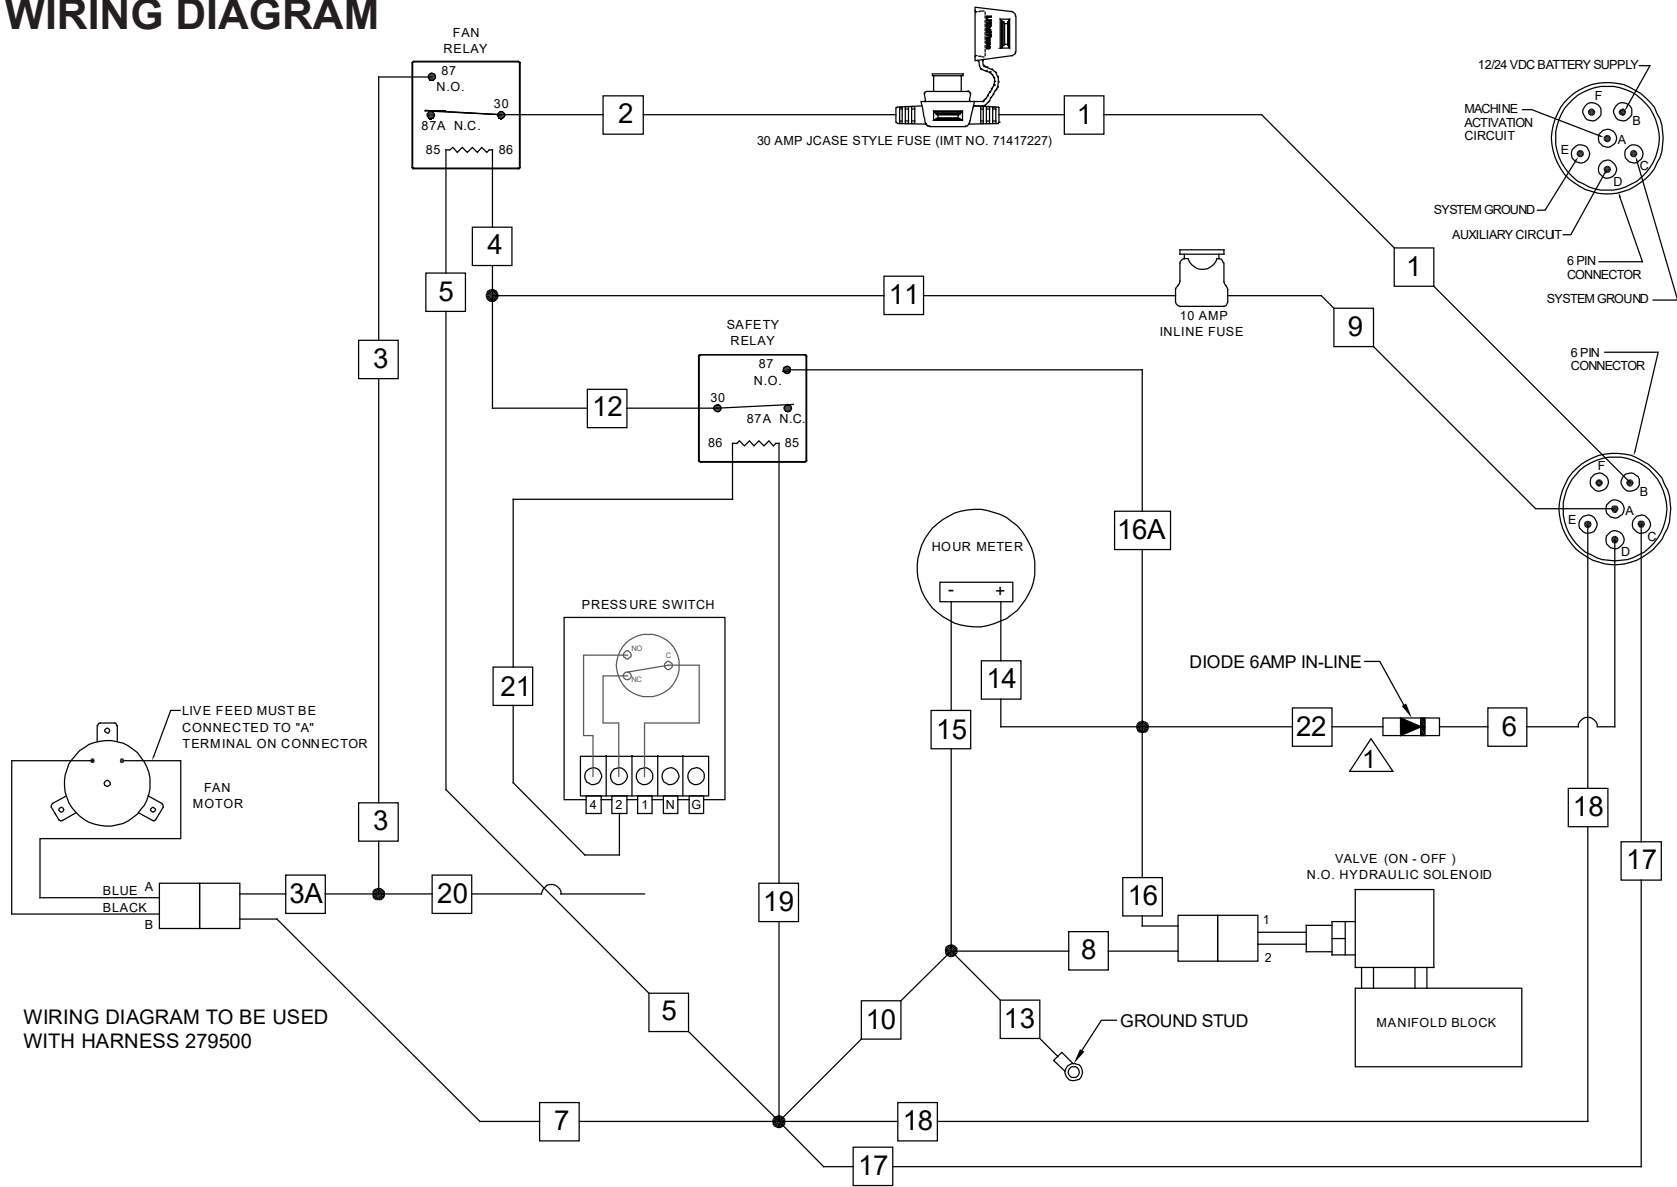 WIRING DIAGRAM
FAN
RELAY
87
N.O.
30
87A N.C.
85
86
2
30 AMP JCASE STYLE FUSE (IMT NO. 71417227)
1
12/24 VDC BATTERY SUPPLY
MACHINE
ACTIVATION
CIRCUIT
F
B
A
E
C
D
SYSTEM GROUND
AUXILIARY CIRCUIT
6 PIN
CONNECTOR
SYSTEM GROUND
4
5
11
10 AMP
INLINE FUSE
1
9
3
SAFETY
RELAY
87
N.O.
30
87A N.C.
86
85
12
6 PIN
CONNECTOR
F
B
A
E
C
D
16A
HOUR METER
-
+
PRESSURE SWITCH
NO
C
NC
4
2
1
N
G
21
14
15
DIODE 6AMP IN-LINE
22
1
6
LIVE FEED MUST BE
CONNECTED TO "A"
TERMINAL ON CONNECTOR
FAN
MOTOR
3
18
17
BLUE A
BLACK
B
3A
20
19
16
VALVE (ON - OFF )
N.O. HYDRAULIC SOLENOID
1
2
8
5
10
13
GROUND STUD
MANIFOLD BLOCK
WIRING DIAGRAM TO BE USED
WITH HARNESS 279500
7
18
17